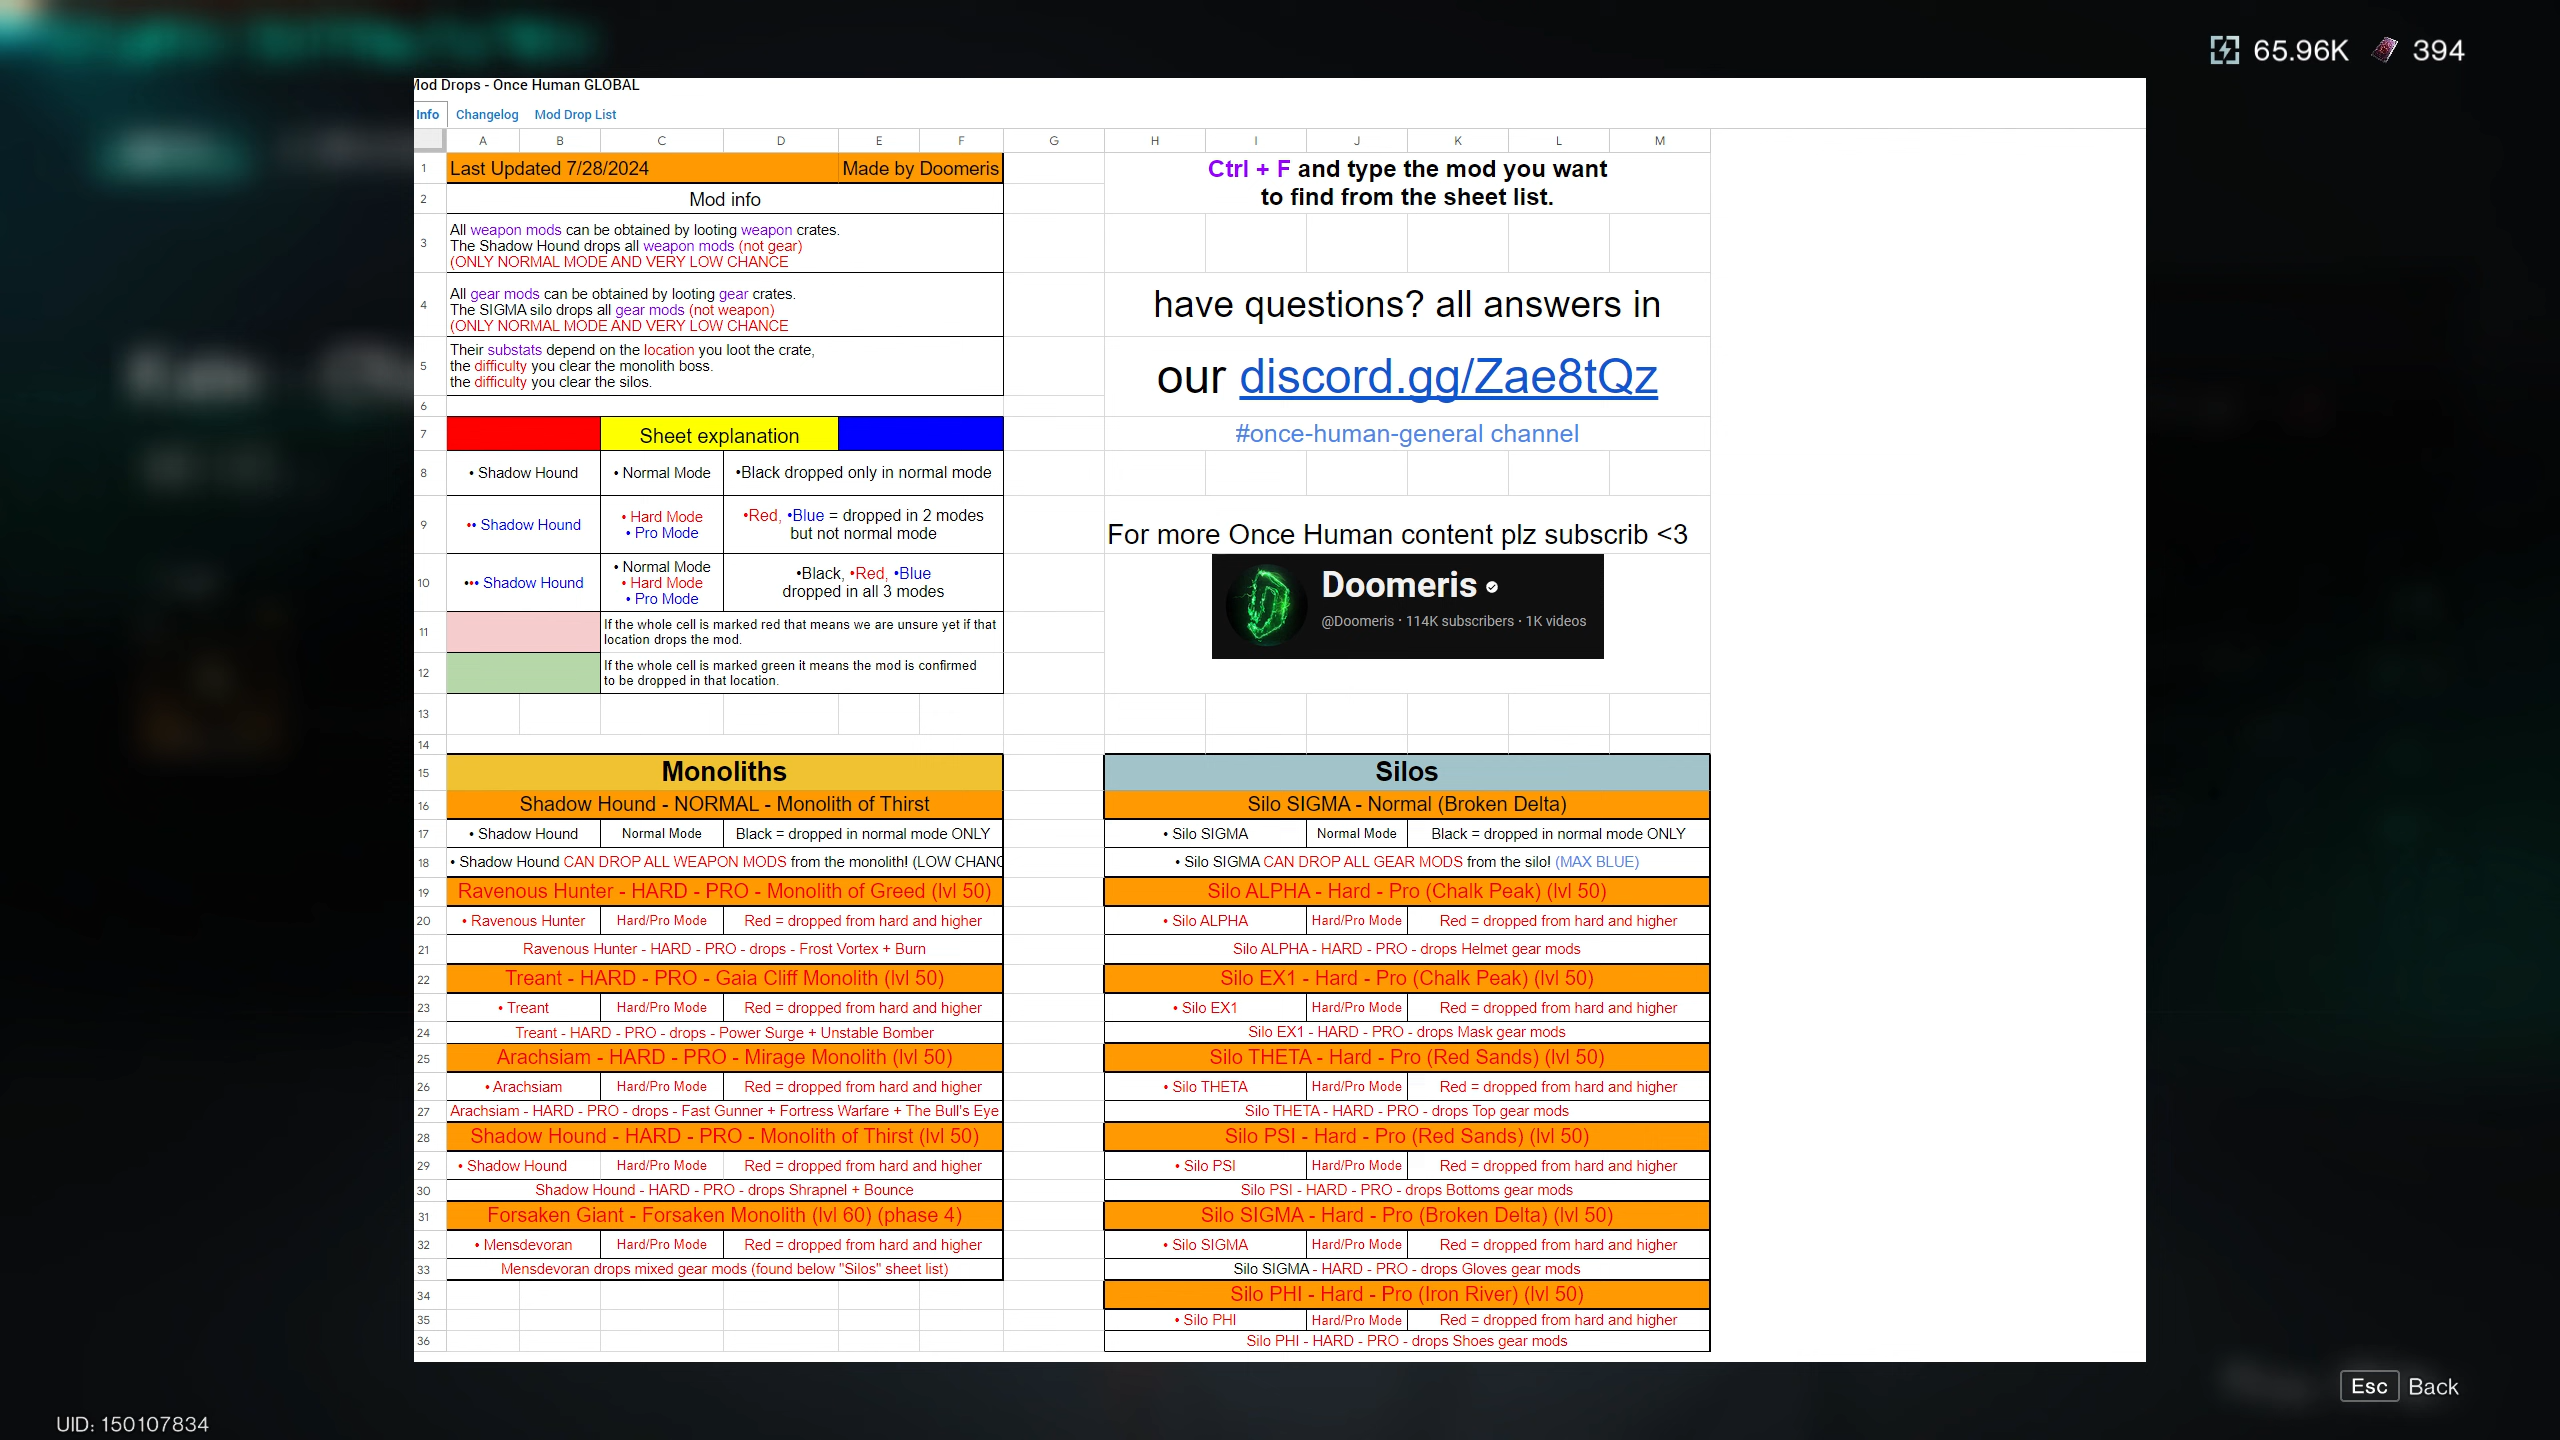 65.96K 394
Mod Drops - Once Human GLOBAL
Info Changelog Mod Drop List
A B C D E F G H I J K L M
1 Last Updated 7/28/2024 Made by Doomeris
Ctrl + F and type the mod you want
to find from the sheet list.
2 Mod info
3
All weapon mods can be obtained by looting weapon crates.
The Shadow Hound drops all weapon mods (not gear)
(ONLY NORMAL MODE AND VERY LOW CHANCE
4
All gear mods can be obtained by looting gear crates.
The SIGMA silo drops all gear mods (not weapon)
(ONLY NORMAL MODE AND VERY LOW CHANCE
have questions? all answers in
5
Their substats depend on the location you loot the crate,
the difficulty you clear the monolith boss.
the difficulty you clear the silos.
our discord.gg/Zae8tQz
6
7 Sheet explanation
#once-human-general channel
8 • Shadow Hound • Normal Mode •Black dropped only in normal mode
9 •• Shadow Hound
• Hard Mode
• Pro Mode
•Red, •Blue = dropped in 2 modes
but not normal mode
For more Once Human content plz subscrib <3
10 ••• Shadow Hound
• Normal Mode
• Hard Mode
• Pro Mode
•Black, •Red, •Blue
dropped in all 3 modes
Doomeris
@Doomeris · 114K subscribers · 1K videos
11
If the whole cell is marked red that means we are unsure yet if that
location drops the mod.
12
If the whole cell is marked green it means the mod is confirmed
to be dropped in that location.
13
14
15 Monoliths Silos
16 Shadow Hound - NORMAL - Monolith of Thirst Silo SIGMA - Normal (Broken Delta)
17 • Shadow Hound Normal Mode Black = dropped in normal mode ONLY • Silo SIGMA Normal Mode Black = dropped in normal mode ONLY
18 • Shadow Hound CAN DROP ALL WEAPON MODS from the monolith! (LOW CHANC • Silo SIGMA CAN DROP ALL GEAR MODS from the silo! (MAX BLUE)
19 Ravenous Hunter - HARD - PRO - Monolith of Greed (lvl 50) Silo ALPHA - Hard - Pro (Chalk Peak) (lvl 50)
20 • Ravenous Hunter Hard/Pro Mode Red = dropped from hard and higher • Silo ALPHA Hard/Pro Mode Red = dropped from hard and higher
21 Ravenous Hunter - HARD - PRO - drops - Frost Vortex + Burn Silo ALPHA - HARD - PRO - drops Helmet gear mods
22 Treant - HARD - PRO - Gaia Cliff Monolith (lvl 50) Silo EX1 - Hard - Pro (Chalk Peak) (lvl 50)
23 • Treant Hard/Pro Mode Red = dropped from hard and higher • Silo EX1 Hard/Pro Mode Red = dropped from hard and higher
24 Treant - HARD - PRO - drops - Power Surge + Unstable Bomber Silo EX1 - HARD - PRO - drops Mask gear mods
25 Arachsiam - HARD - PRO - Mirage Monolith (lvl 50) Silo THETA - Hard - Pro (Red Sands) (lvl 50)
26 • Arachsiam Hard/Pro Mode Red = dropped from hard and higher • Silo THETA Hard/Pro Mode Red = dropped from hard and higher
27 Arachsiam - HARD - PRO - drops - Fast Gunner + Fortress Warfare + The Bull's Eye Silo THETA - HARD - PRO - drops Top gear mods
28 Shadow Hound - HARD - PRO - Monolith of Thirst (lvl 50) Silo PSI - Hard - Pro (Red Sands) (lvl 50)
29 • Shadow Hound Hard/Pro Mode Red = dropped from hard and higher • Silo PSI Hard/Pro Mode Red = dropped from hard and higher
30 Shadow Hound - HARD - PRO - drops Shrapnel + Bounce Silo PSI - HARD - PRO - drops Bottoms gear mods
31 Forsaken Giant - Forsaken Monolith (lvl 60) (phase 4) Silo SIGMA - Hard - Pro (Broken Delta) (lvl 50)
32 • Mensdevoran Hard/Pro Mode Red = dropped from hard and higher • Silo SIGMA Hard/Pro Mode Red = dropped from hard and higher
33 Mensdevoran drops mixed gear mods (found below "Silos" sheet list) Silo SIGMA - HARD - PRO - drops Gloves gear mods
34 Silo PHI - Hard - Pro (Iron River) (lvl 50)
35 • Silo PHI Hard/Pro Mode Red = dropped from hard and higher
36 Silo PHI - HARD - PRO - drops Shoes gear mods
Esc Back
UID: 150107834